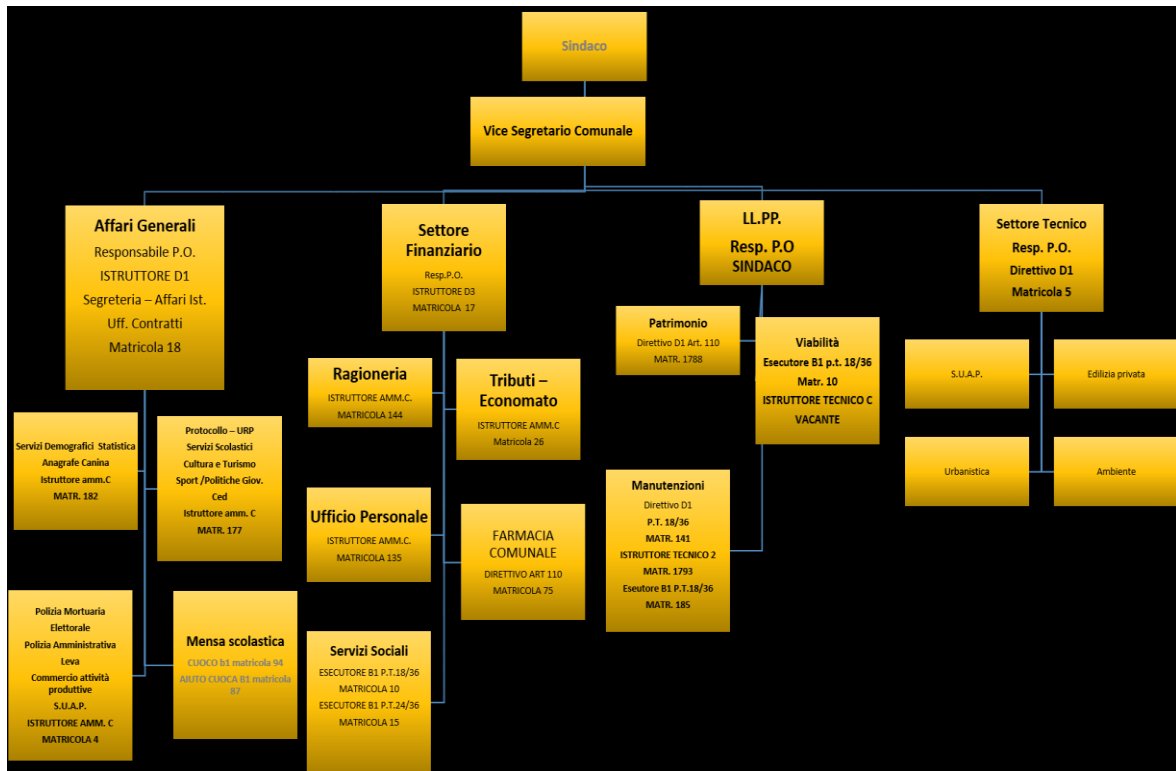 Sindaco
Vice Segretario Comunale
Affari Generali
Responsabile P.O.
ISTRUTTORE D1
Segreteria – Affari Ist.
Uff. Contratti
Matricola 18
Settore
Finanziario
Resp.P.O.
ISTRUTTORE D3
MATRICOLA 17
LL.PP.
Resp. P.O
SINDACO
Settore Tecnico
Resp. P.O.
Direttivo D1
Matricola 5
Patrimonio
Direttivo D1 Art. 110
MATR. 1788
Viabilità
Esecutore B1 p.t. 18/36
Matr. 10
ISTRUTTORE TECNICO C
VACANTE
S.U.A.P.
Edilizia privata
Ragioneria
ISTRUTTORE AMM.C.
MATRICOLA 144
Tributi –
Economato
ISTRUTTORE AMM.C
Matricola 26
Servizi Demografici Statistica
Anagrafe Canina
Istruttore amm.C
MATR. 182
Protocollo – URP
Servizi Scolastici
Cultura e Turismo
Sport /Politiche Giov.
Ced
Istruttore amm. C
MATR. 177
Urbanistica
Ambiente
Manutenzioni
Direttivo D1
P.T. 18/36
MATR. 141
ISTRUTTORE TECNICO 2
MATR. 1793
Eseutore B1 P.T.18/36
MATR. 185
Ufficio Personale
ISTRUTTORE AMM.C.
MATRICOLA 135
FARMACIA
COMUNALE
DIRETTIVO ART 110
MATRICOLA 75
Polizia Mortuaria
Elettorale
Polizia Amministrativa
Leva
Commercio attività
produttive
S.U.A.P.
ISTRUTTORE AMM. C
MATRICOLA 4
Mensa scolastica
CUOCO b1 matricola 94
AIUTO CUOCA B1 matricola
87
Servizi Sociali
ESECUTORE B1 P.T.18/36
MATRICOLA 10
ESECUTORE B1 P.T.24/36
MATRICOLA 15